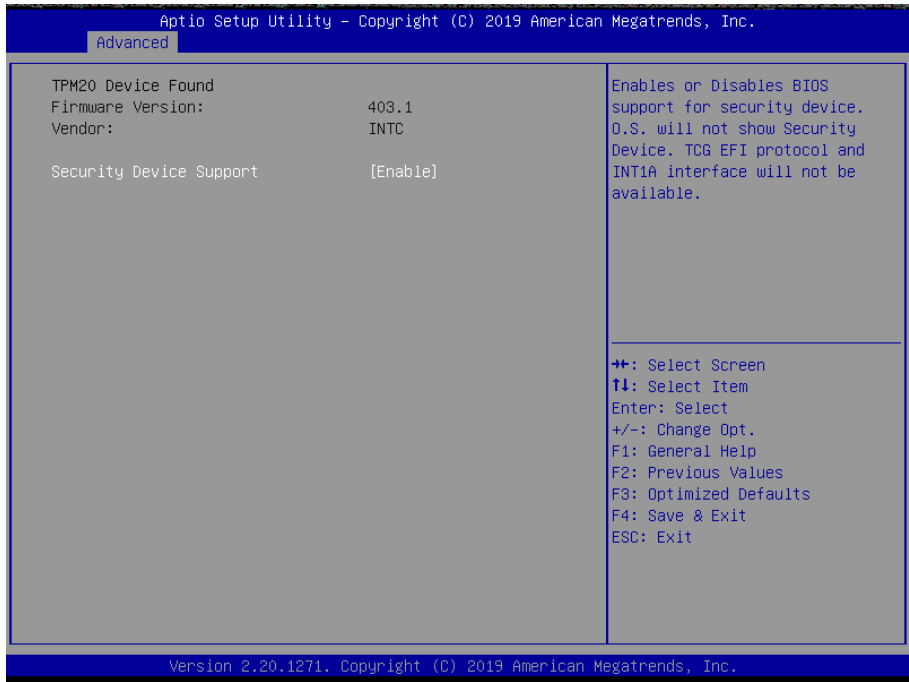 Aptio Setup Utility – Copyright (C) 2019 American Megatrends, Inc.
Advanced
TPM20 Device Found
Firmware Version: 403.1
Vendor: INTC
Security Device Support [Enable]
Enables or Disables BIOS
support for security device.
O.S. will not show Security
Device. TCG EFI protocol and
INT1A interface will not be
available.
→←: Select Screen
↑↓: Select Item
Enter: Select
+/-: Change Opt.
F1: General Help
F2: Previous Values
F3: Optimized Defaults
F4: Save & Exit
ESC: Exit
Version 2.20.1271. Copyright (C) 2019 American Megatrends, Inc.